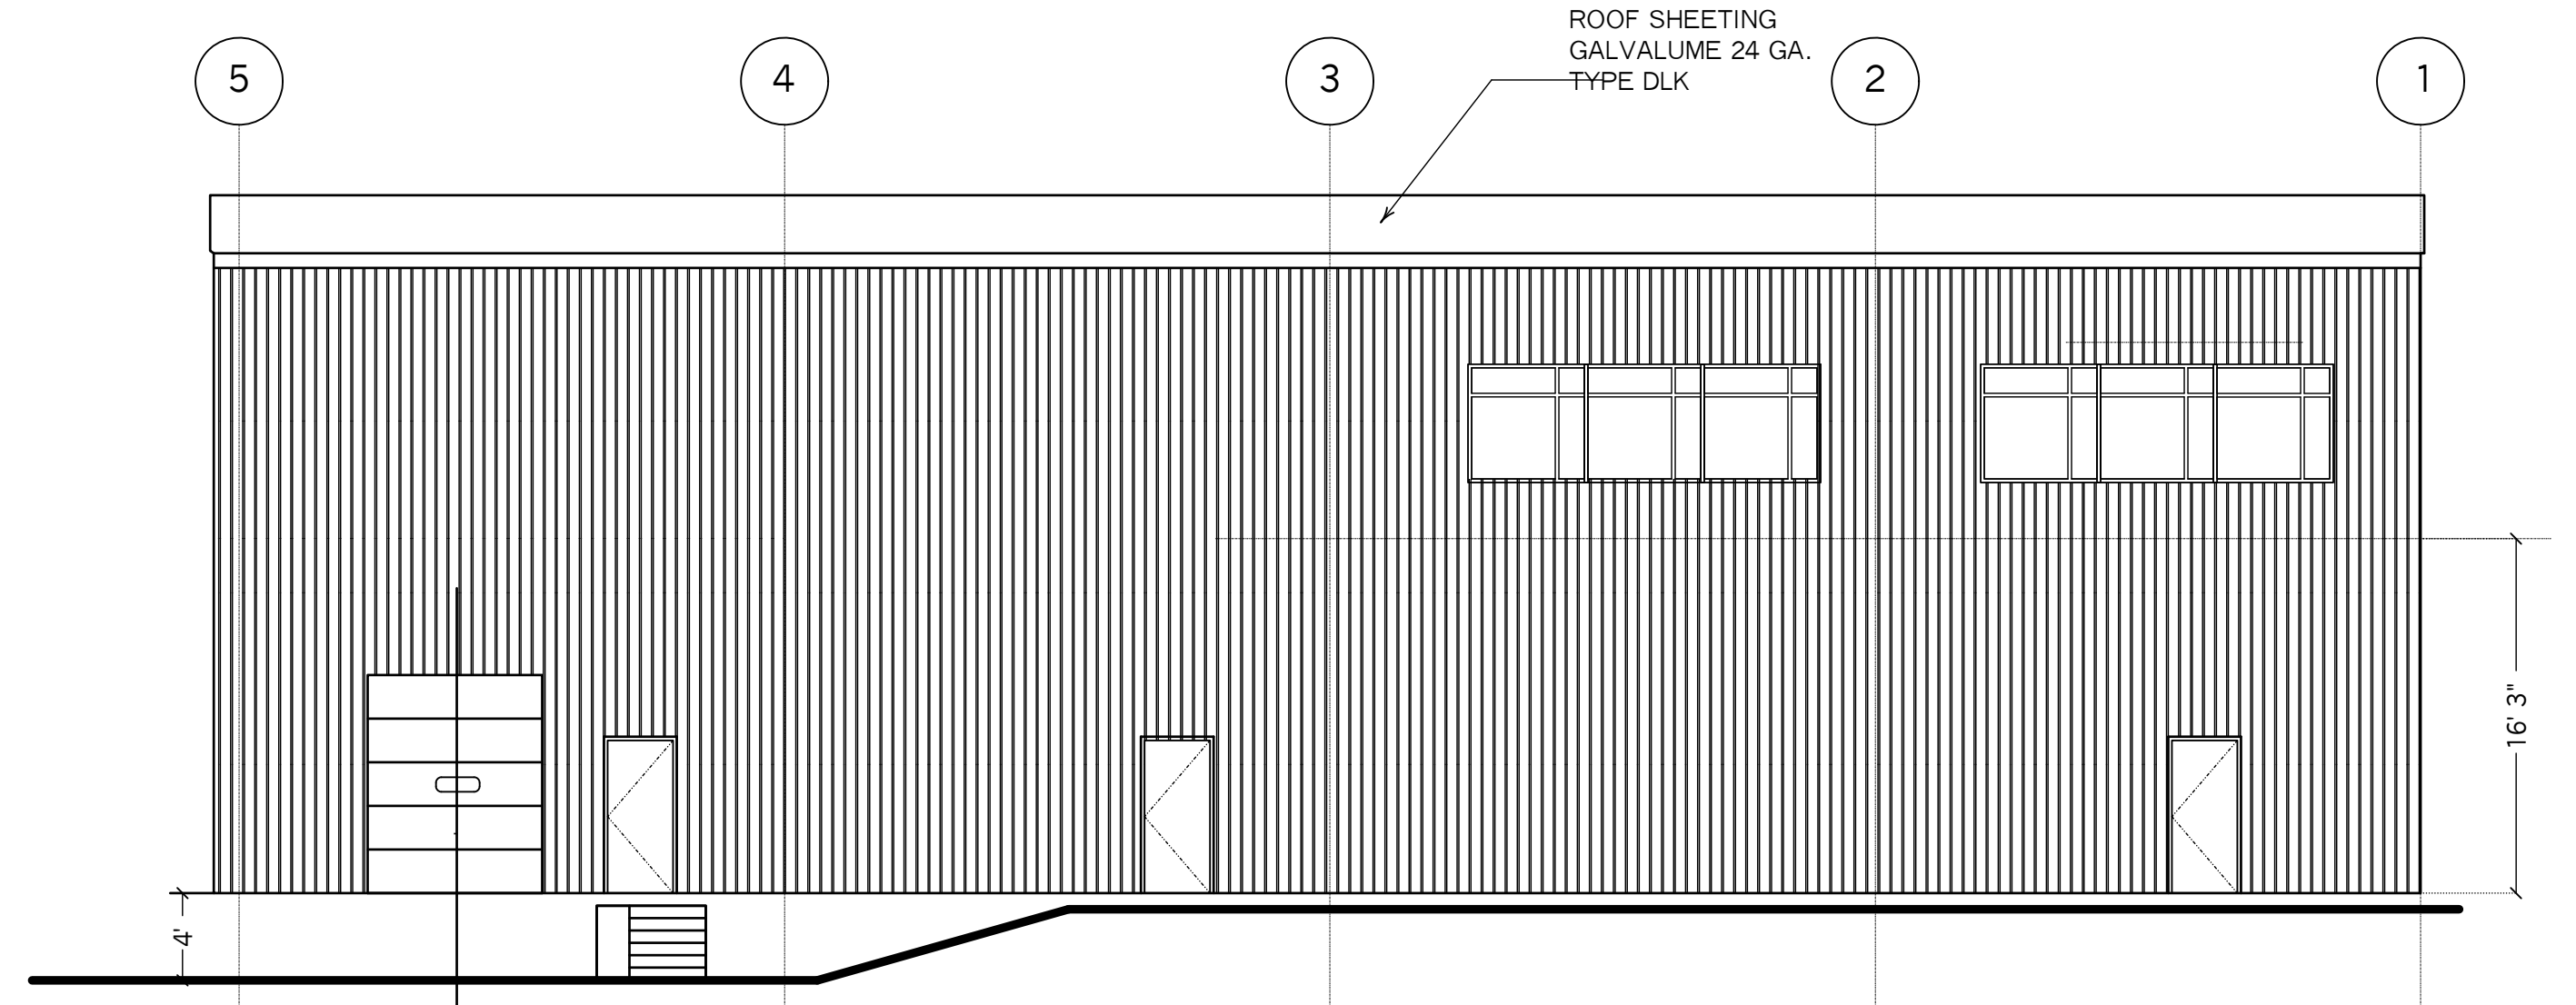 ROOF SHEETING
GALVALUME 24 GA.
TYPE DLK
5
4
3
2
1
16' 3"
4'